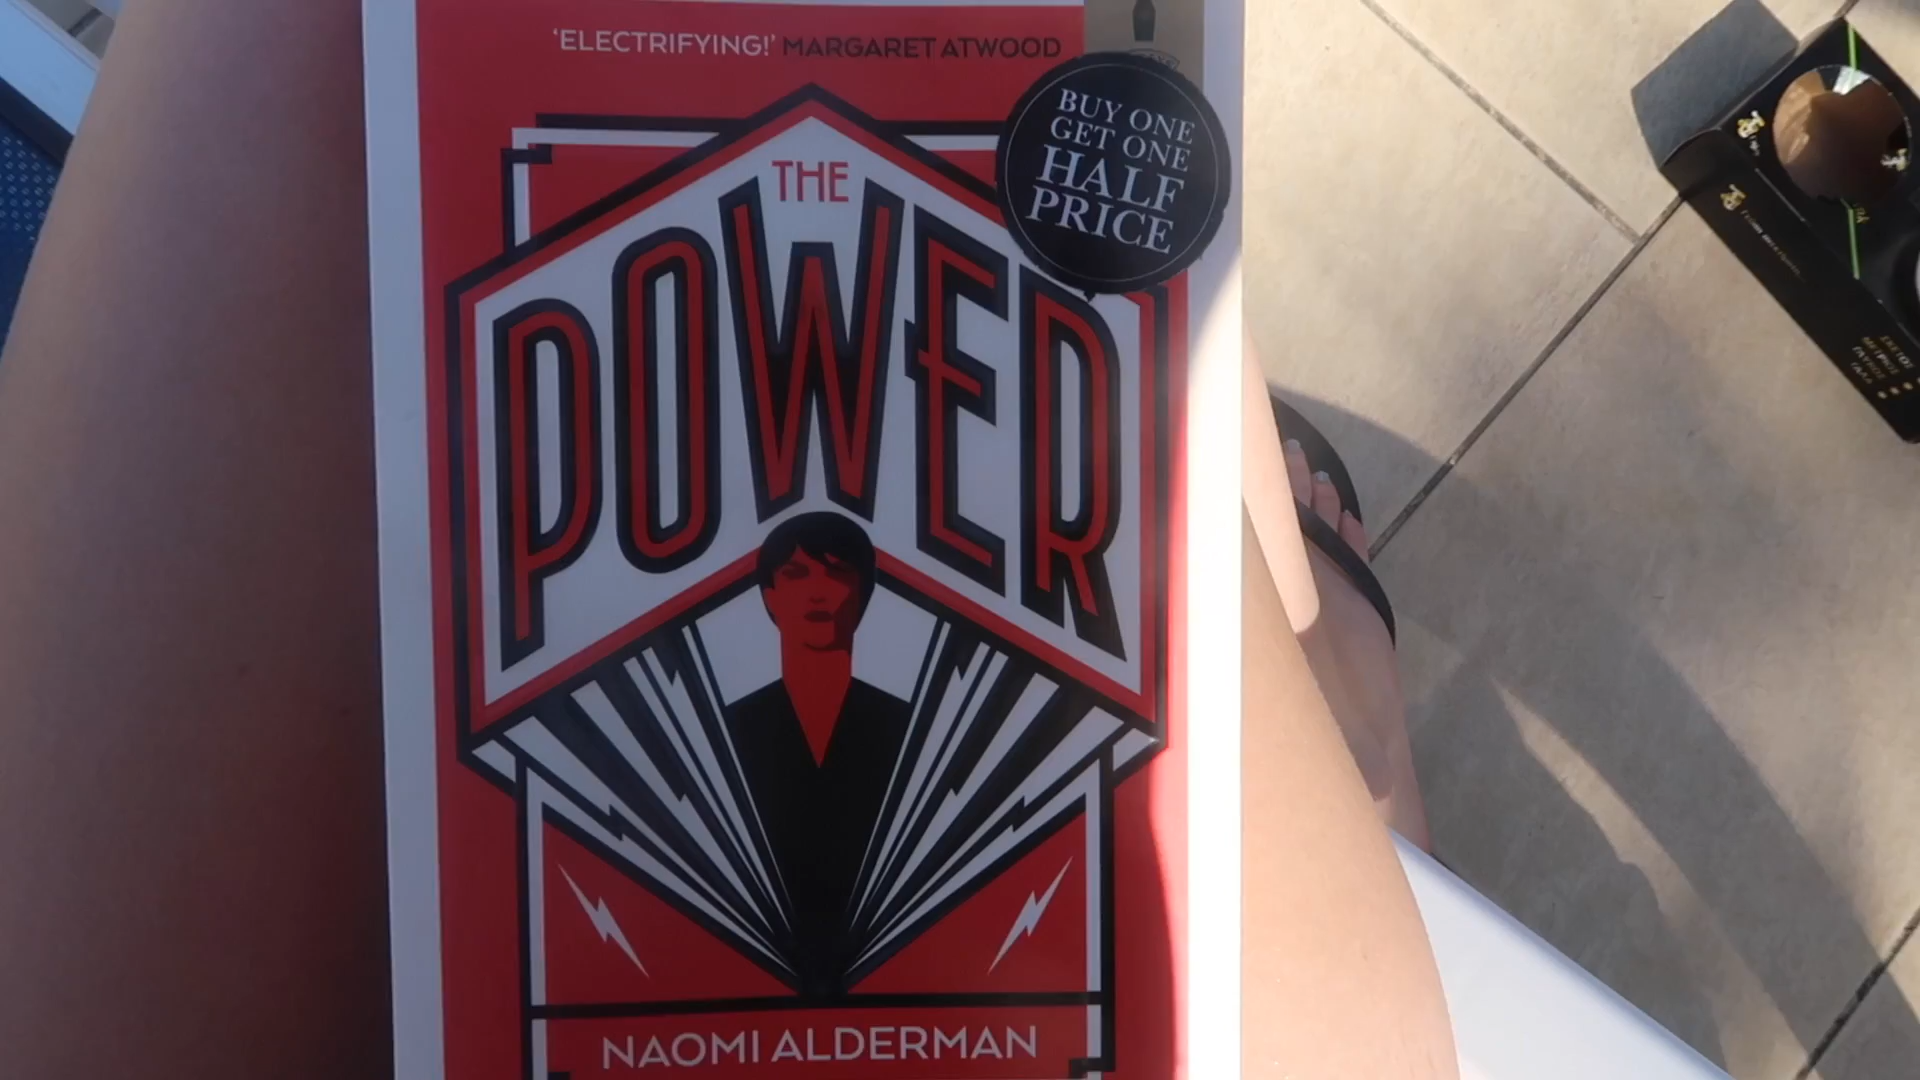 ‘ELECTRIFYING!’ MARGARET ATWOOD
BUY ONE
GET ONE
HALF
PRICE
THE
POWER
NAOMI ALDERMAN